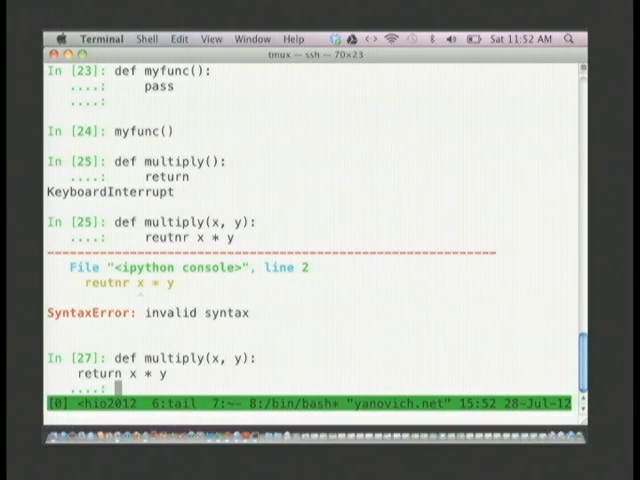 Terminal Shell Edit View Window Help Sat 11:52 AM
tmux — ssh — 70×23
In [23]: def myfunc():
....: pass
....:
In [24]: myfunc()
In [25]: def multiply():
....: return
KeyboardInterrupt
In [25]: def multiply(x, y):
....: reutnr x * y
------------------------------------------------------------
File "<ipython console>", line 2
reutnr x * y
^
SyntaxError: invalid syntax
In [27]: def multiply(x, y):
return x * y
....:
[0] <hio2012 6:tail 7:~- 8:/bin/bash* "yanovich.net" 15:52 28-Jul-12